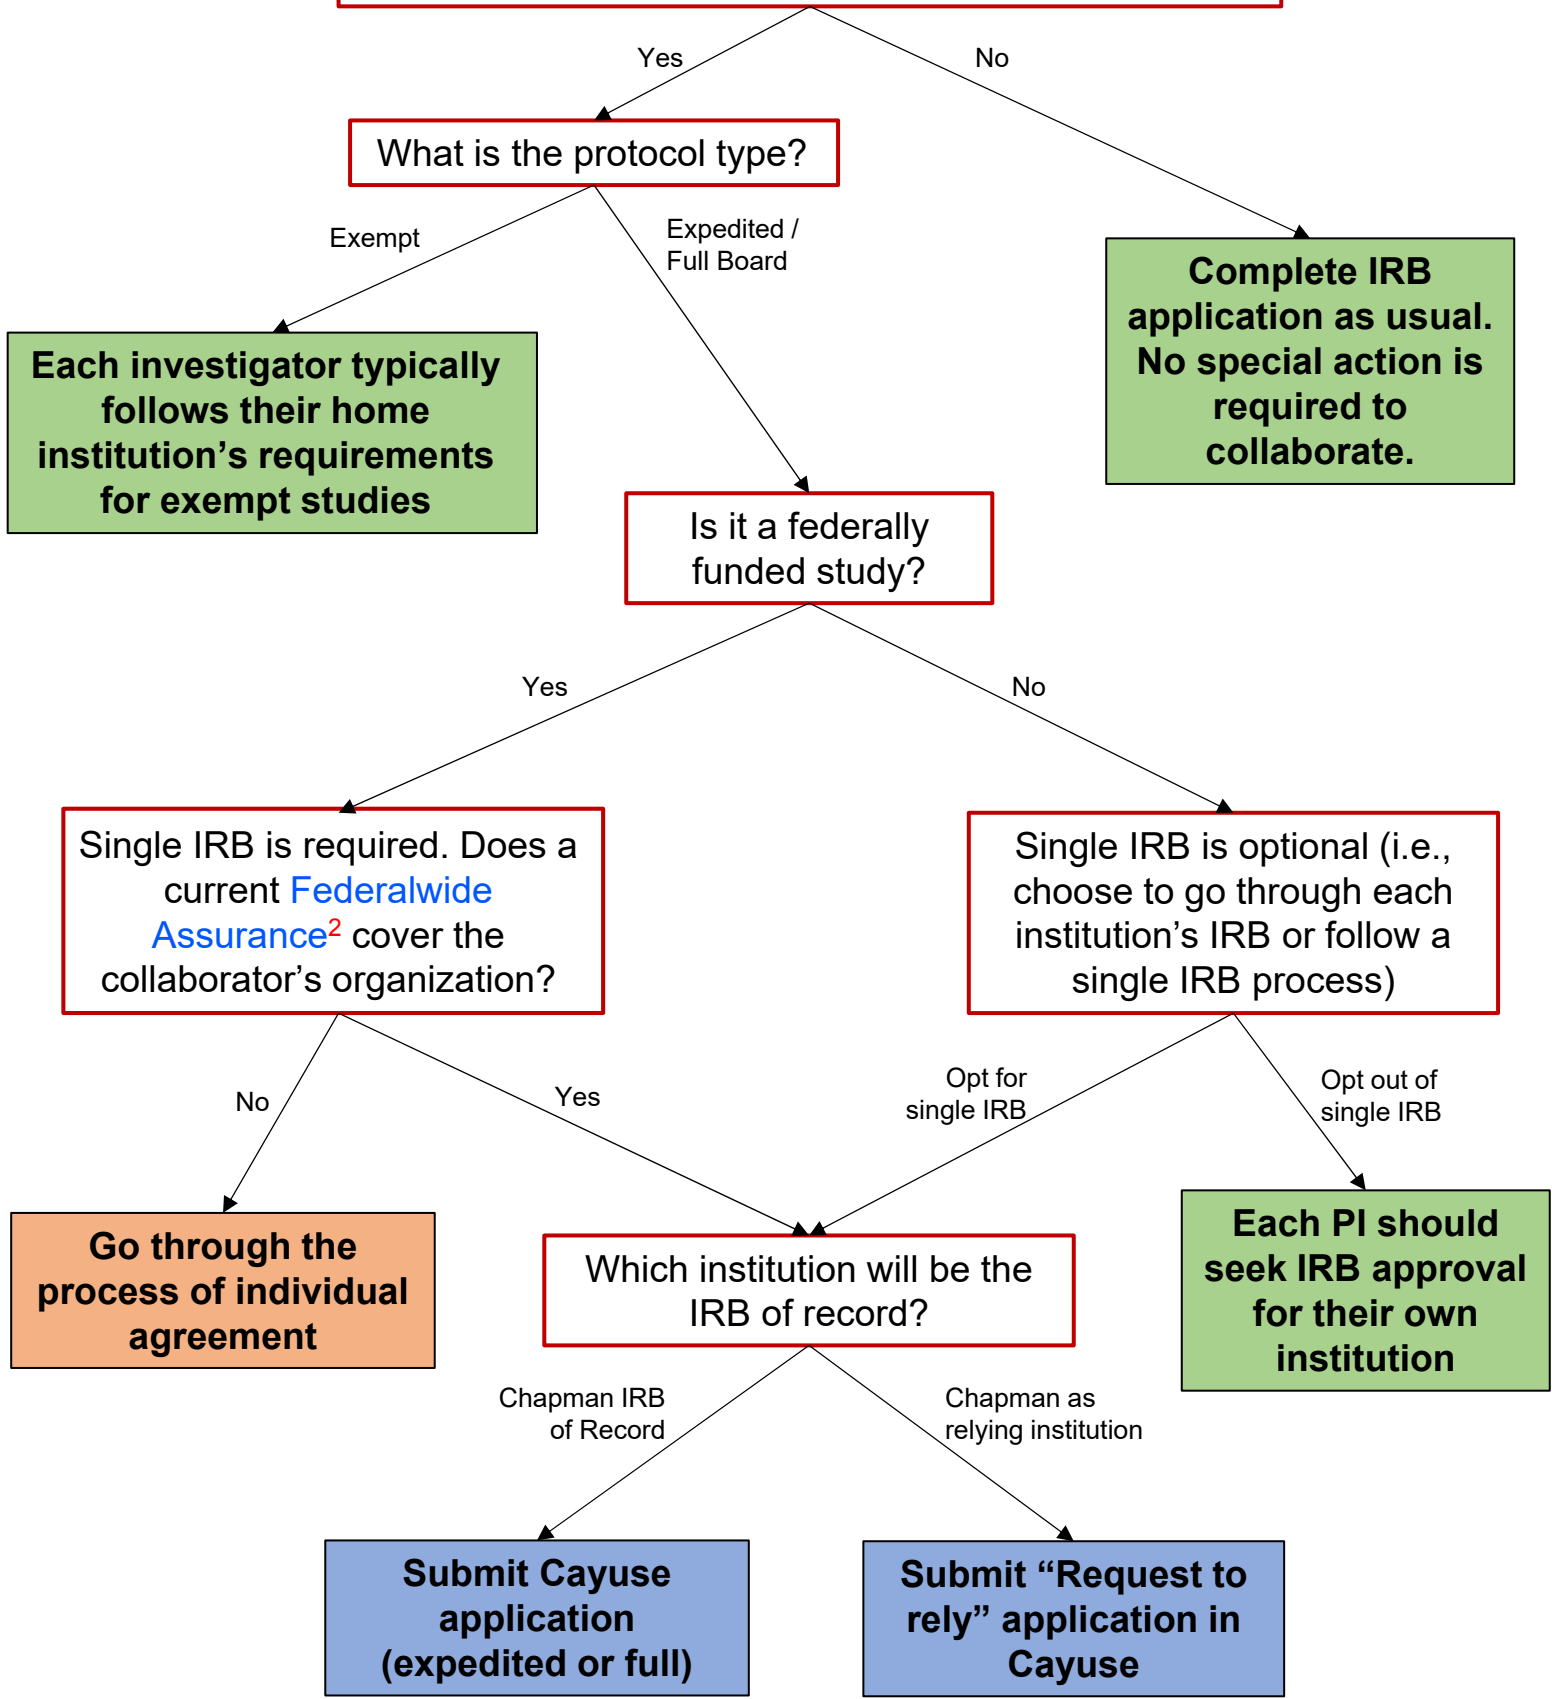 Yes
No
What is the protocol type?
Exempt
Expedited /
Full Board
Complete IRB
application as usual.
No special action is
required to
collaborate.
Each investigator typically
follows their home
institution’s requirements
for exempt studies
Is it a federally
funded study?
Yes
No
Single IRB is required. Does a
current Federalwide
Assurance2 cover the
collaborator’s organization?
Single IRB is optional (i.e.,
choose to go through each
institution’s IRB or follow a
single IRB process)
No
Yes
Opt for
single IRB
Opt out of
single IRB
Go through the
process of individual
agreement
Which institution will be the
IRB of record?
Each PI should
seek IRB approval
for their own
institution
Chapman IRB
of Record
Chapman as
relying institution
Submit Cayuse
application
(expedited or full)
Submit “Request to
rely” application in
Cayuse